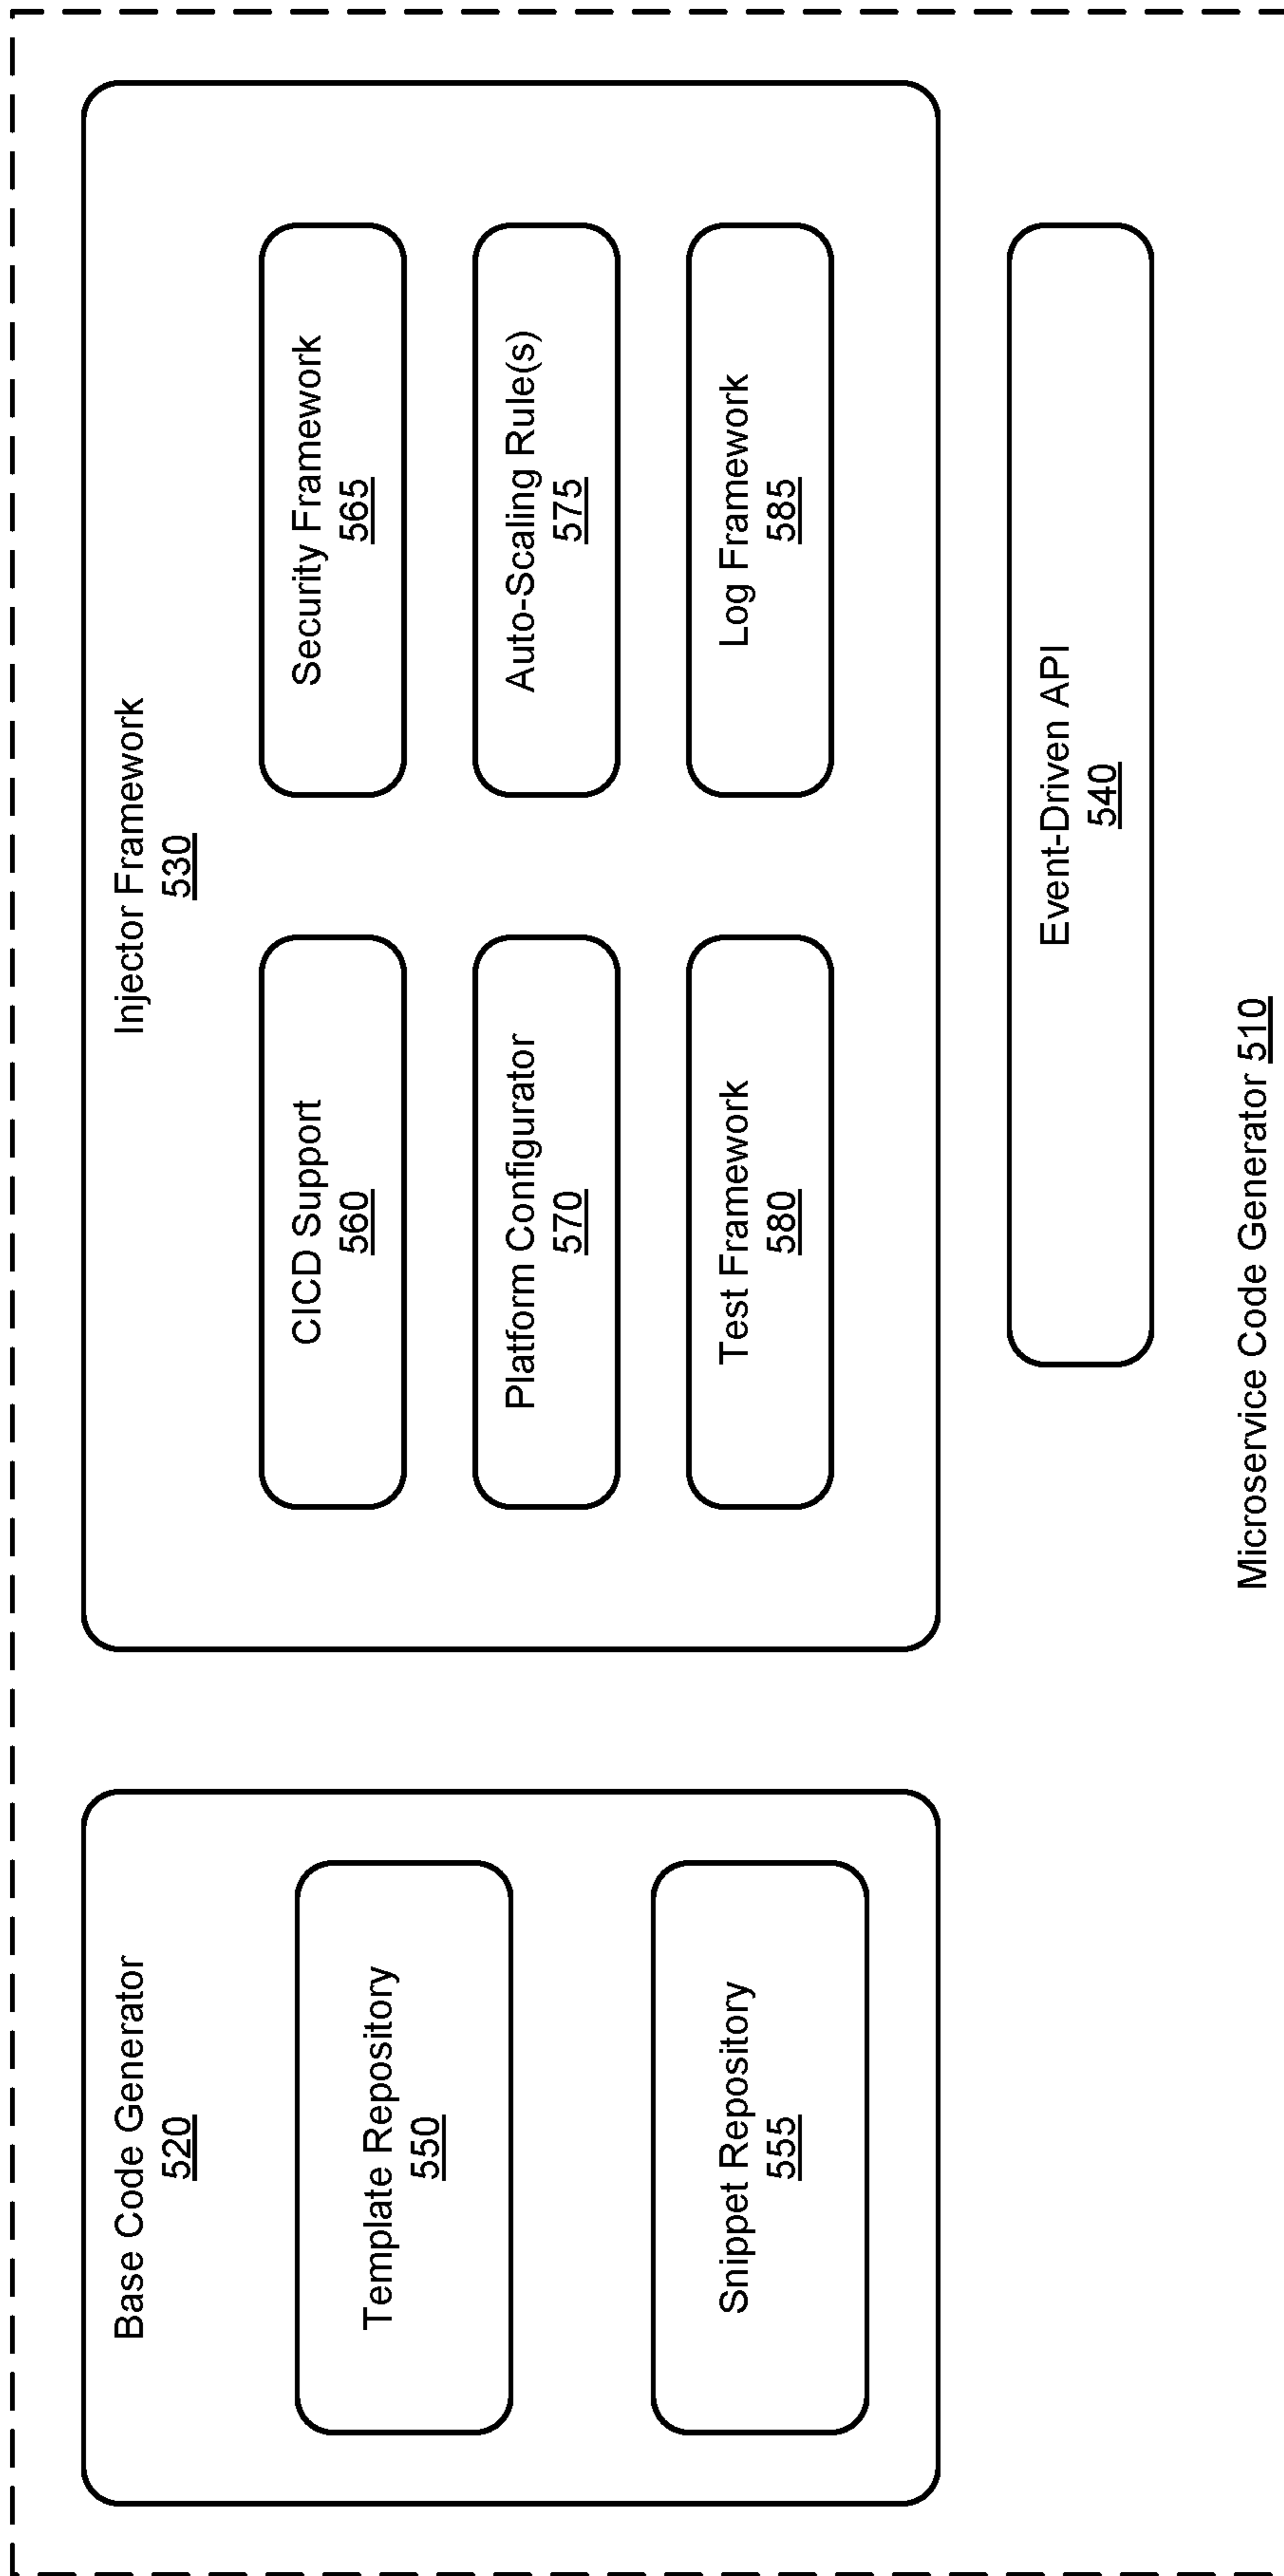 Base Code Generator
520
Template Repository
550
Snippet Repository
555
Injector Framework
530
CICD Support
560
Security Framework
565
Platform Configurator
570
Auto-Scaling Rule(s)
575
Test Framework
580
Log Framework
585
Event-Driven API
540
Microservice Code Generator 510